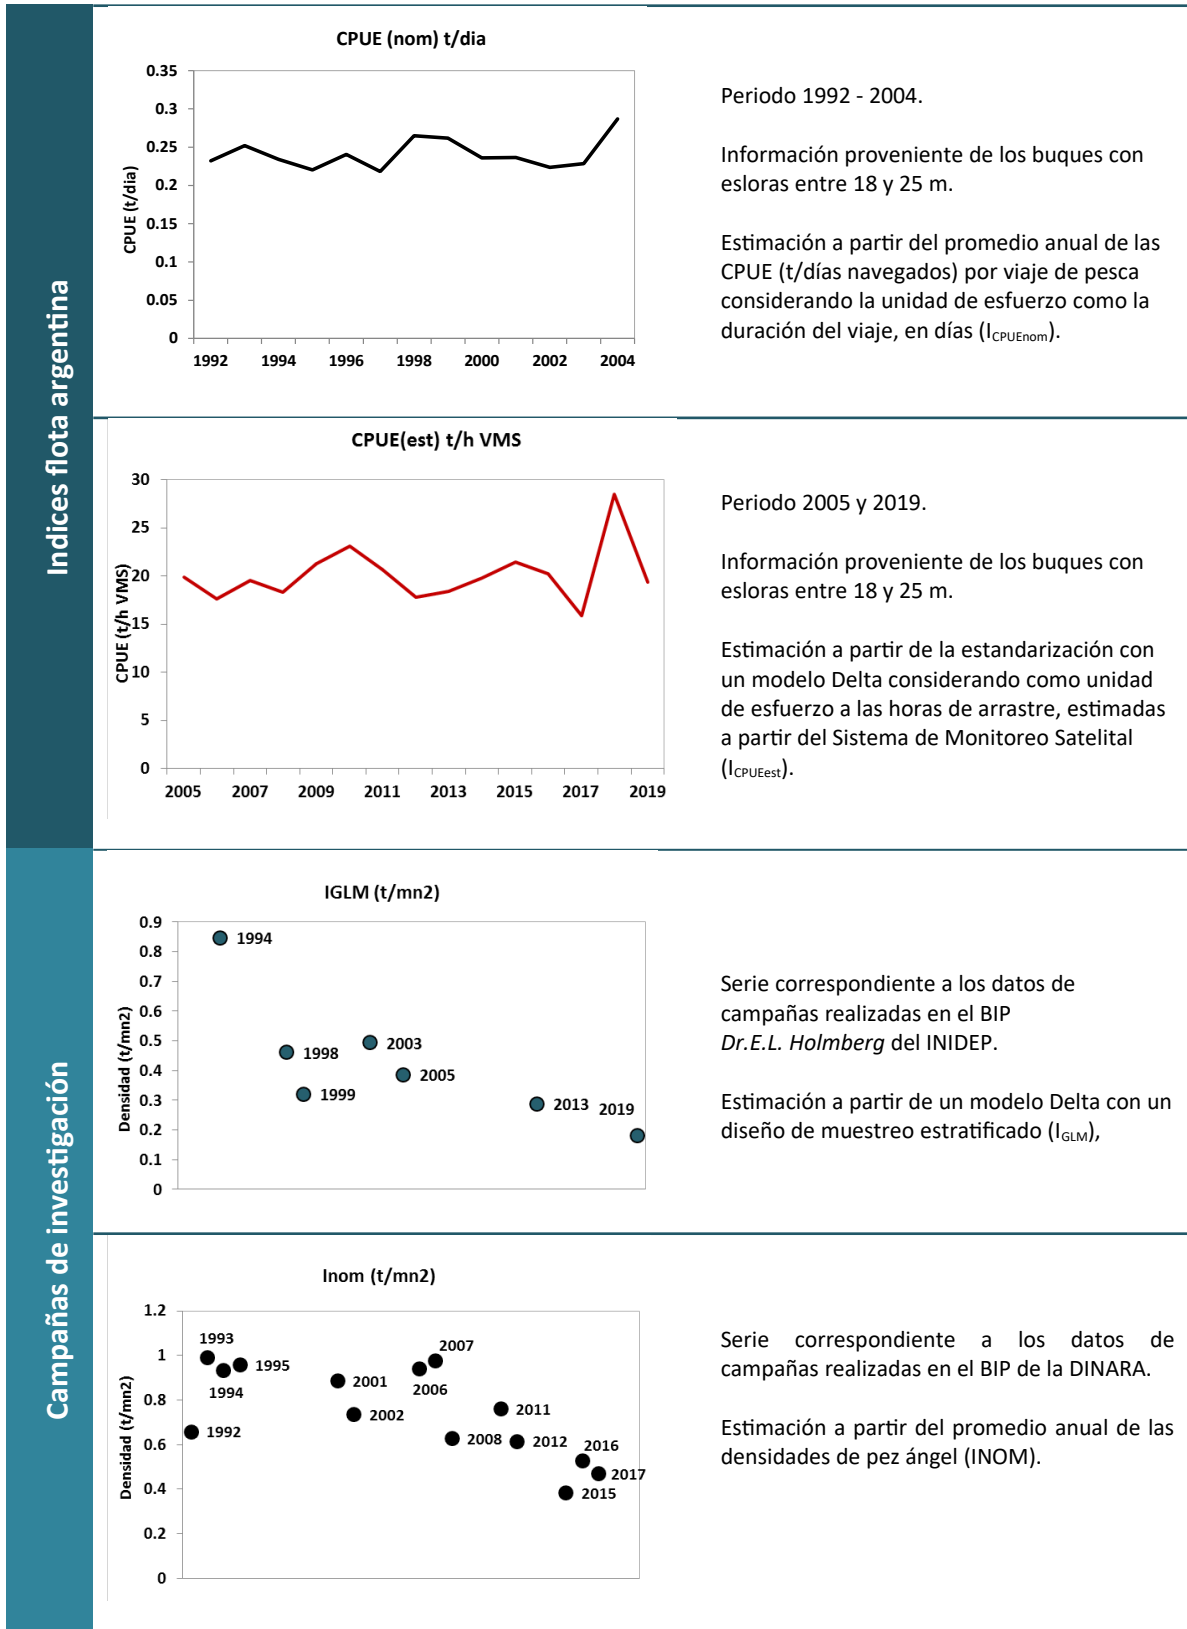 Indices flota argentina
CPUE (nom) t/dia
CPUE (t/dia)
0.35
0.3
0.25
0.2
0.15
0.1
0.05
0
1992 1994 1996 1998 2000 2002 2004
Periodo 1992 - 2004.
Información proveniente de los buques con
esloras entre 18 y 25 m.
Estimación a partir del promedio anual de las
CPUE (t/días navegados) por viaje de pesca
considerando la unidad de esfuerzo como la
duración del viaje, en días (ICPUEnom).
CPUE(est) t/h VMS
CPUE (t/h VMS)
30
25
20
15
10
5
0
2005 2007 2009 2011 2013 2015 2017 2019
Periodo 2005 y 2019.
Información proveniente de los buques con
esloras entre 18 y 25 m.
Estimación a partir de la estandarización con
un modelo Delta considerando como unidad
de esfuerzo a las horas de arrastre, estimadas
a partir del Sistema de Monitoreo Satelital
(ICPUEest).
Campañas de investigación
IGLM (t/mn2)
Densidad (t/mn2)
0.9
0.8
0.7
0.6
0.5
0.4
0.3
0.2
0.1
0
1994
1998
1999
2003
2005
2013
2019
Serie correspondiente a los datos de
campañas realizadas en el BIP
Dr.E.L. Holmberg del INIDEP.
Estimación a partir de un modelo Delta con un
diseño de muestreo estratificado (IGLM),
Inom (t/mn2)
Densidad (t/mn2)
1.2
1
0.8
0.6
0.4
0.2
0
1992
1993
1994
1995
2001
2002
2006
2007
2008
2011
2012
2015
2016
2017
Serie correspondiente a los datos de
campañas realizadas en el BIP de la DINARA.
Estimación a partir del promedio anual de las
densidades de pez ángel (INOM).